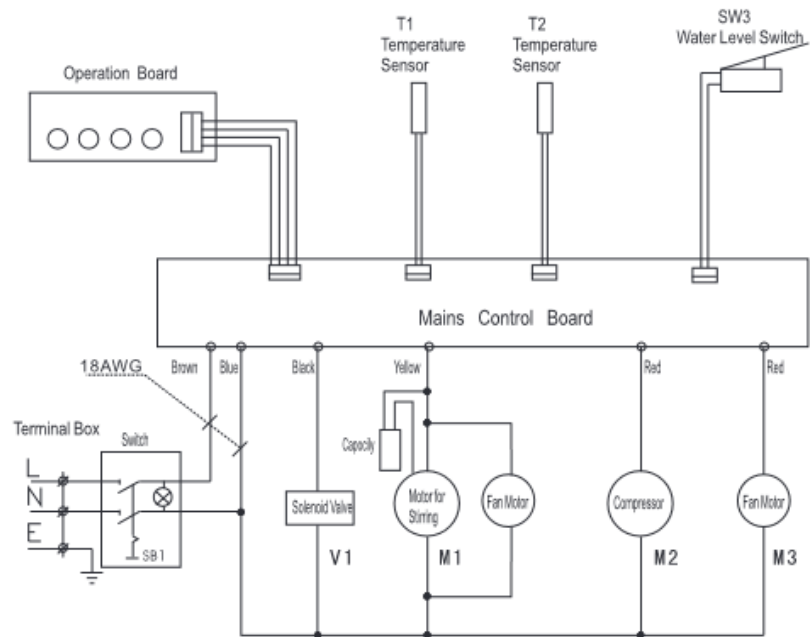 SW3
Water Level Switch
T1
Temperature
Sensor
T2
Temperature
Sensor
Operation Board
Mains Control Board
18AWG
Brown
Blue
Black
Yellow
Red
Red
Terminal Box
Switch
L
N
E
SB1
Capocily
Solenoid Valve
V1
Motor for
Stirring
M1
Fan Motor
Compressor
M2
Fan Motor
M3